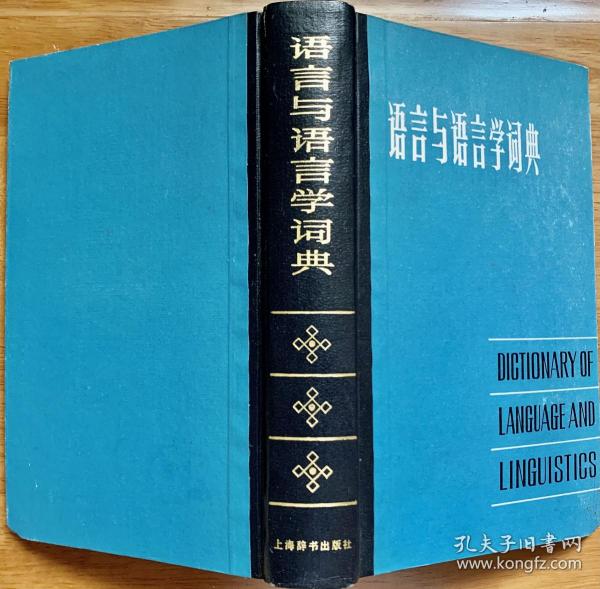 语言与语言学词典
上海辞书出版社
语言与语言学词典
DICTIONARY OF
LANGUAGE AND
LINGUISTICS
孔夫子旧书网
www.kongfz.com